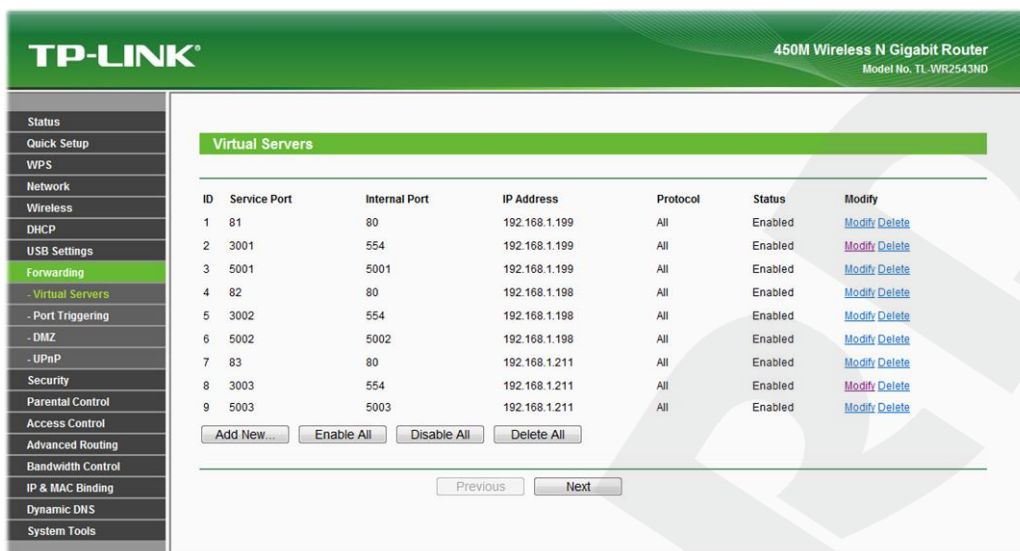 TP-LINK®
450M Wireless N Gigabit Router
Model No. TL-WR2543ND
Status
Quick Setup
WPS
Network
Wireless
DHCP
USB Settings
Forwarding
- Virtual Servers
- Port Triggering
- DMZ
- UPnP
Security
Parental Control
Access Control
Advanced Routing
Bandwidth Control
IP & MAC Binding
Dynamic DNS
System Tools
Virtual Servers
ID Service Port Internal Port IP Address Protocol Status Modify
1 81 80 192.168.1.199 All Enabled Modify Delete
2 3001 554 192.168.1.199 All Enabled Modify Delete
3 5001 5001 192.168.1.199 All Enabled Modify Delete
4 82 80 192.168.1.198 All Enabled Modify Delete
5 3002 554 192.168.1.198 All Enabled Modify Delete
6 5002 5002 192.168.1.198 All Enabled Modify Delete
7 83 80 192.168.1.211 All Enabled Modify Delete
8 3003 554 192.168.1.211 All Enabled Modify Delete
9 5003 5003 192.168.1.211 All Enabled Modify Delete
Add New... Enable All Disable All Delete All
Previous Next